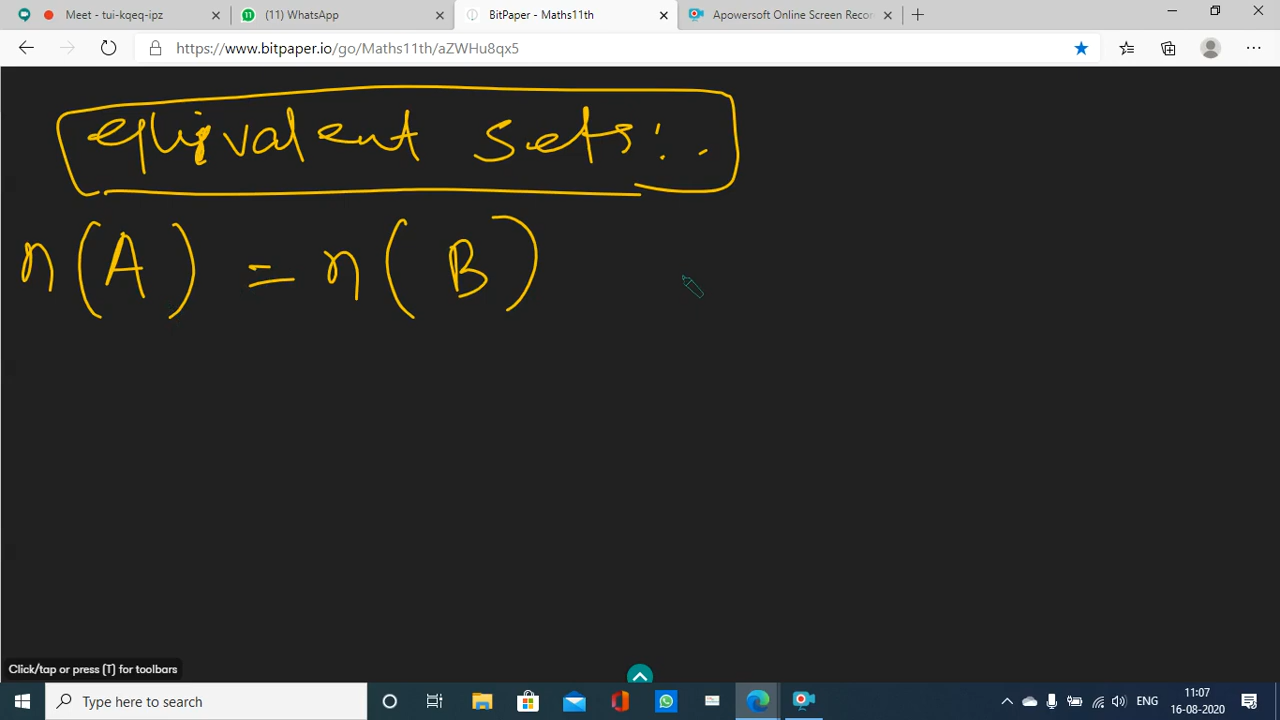 Meet - tui-kqeq-ipz
11 (11) WhatsApp
BitPaper - Maths11th
Apowersoft Online Screen Recor
https://www.bitpaper.io/go/Maths11th/aZWHu8qx5
equivalent sets:.
n(A) = n(B)
Click/tap or press [T] for toolbars
Type here to search
ENG
11:07
16-08-2020